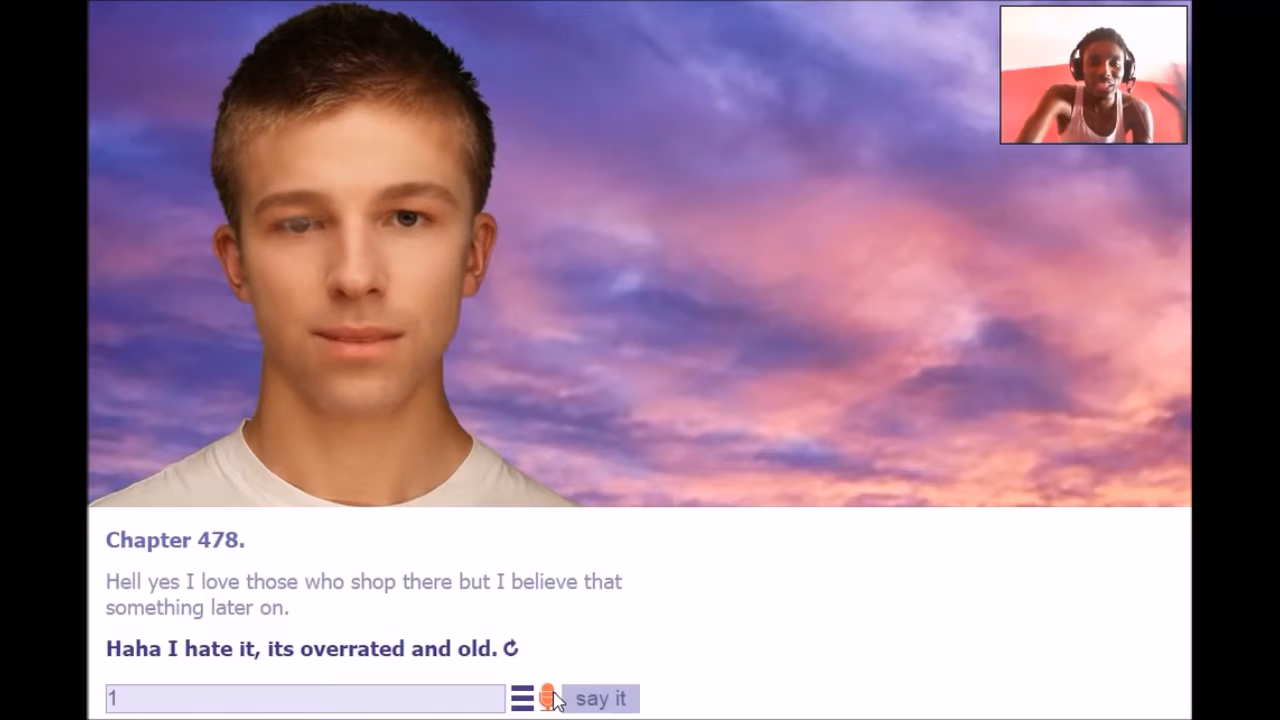 Chapter 478.
Hell yes I love those who shop there but I believe that
something later on.
Haha I hate it, its overrated and old.
1
say it